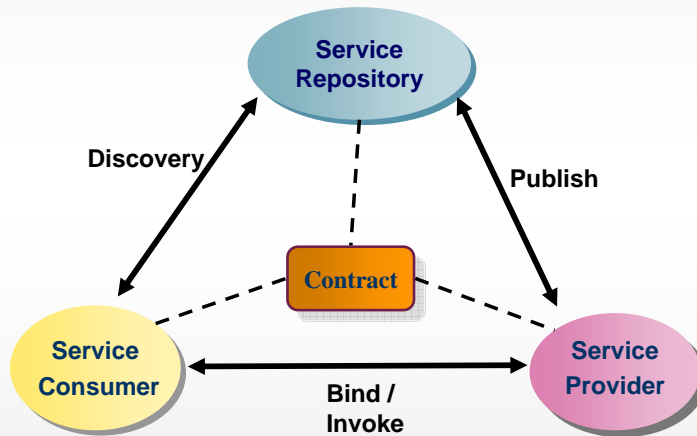 Service
Repository
Discovery
Publish
Contract
Service
Consumer
Service
Provider
Bind /
Invoke